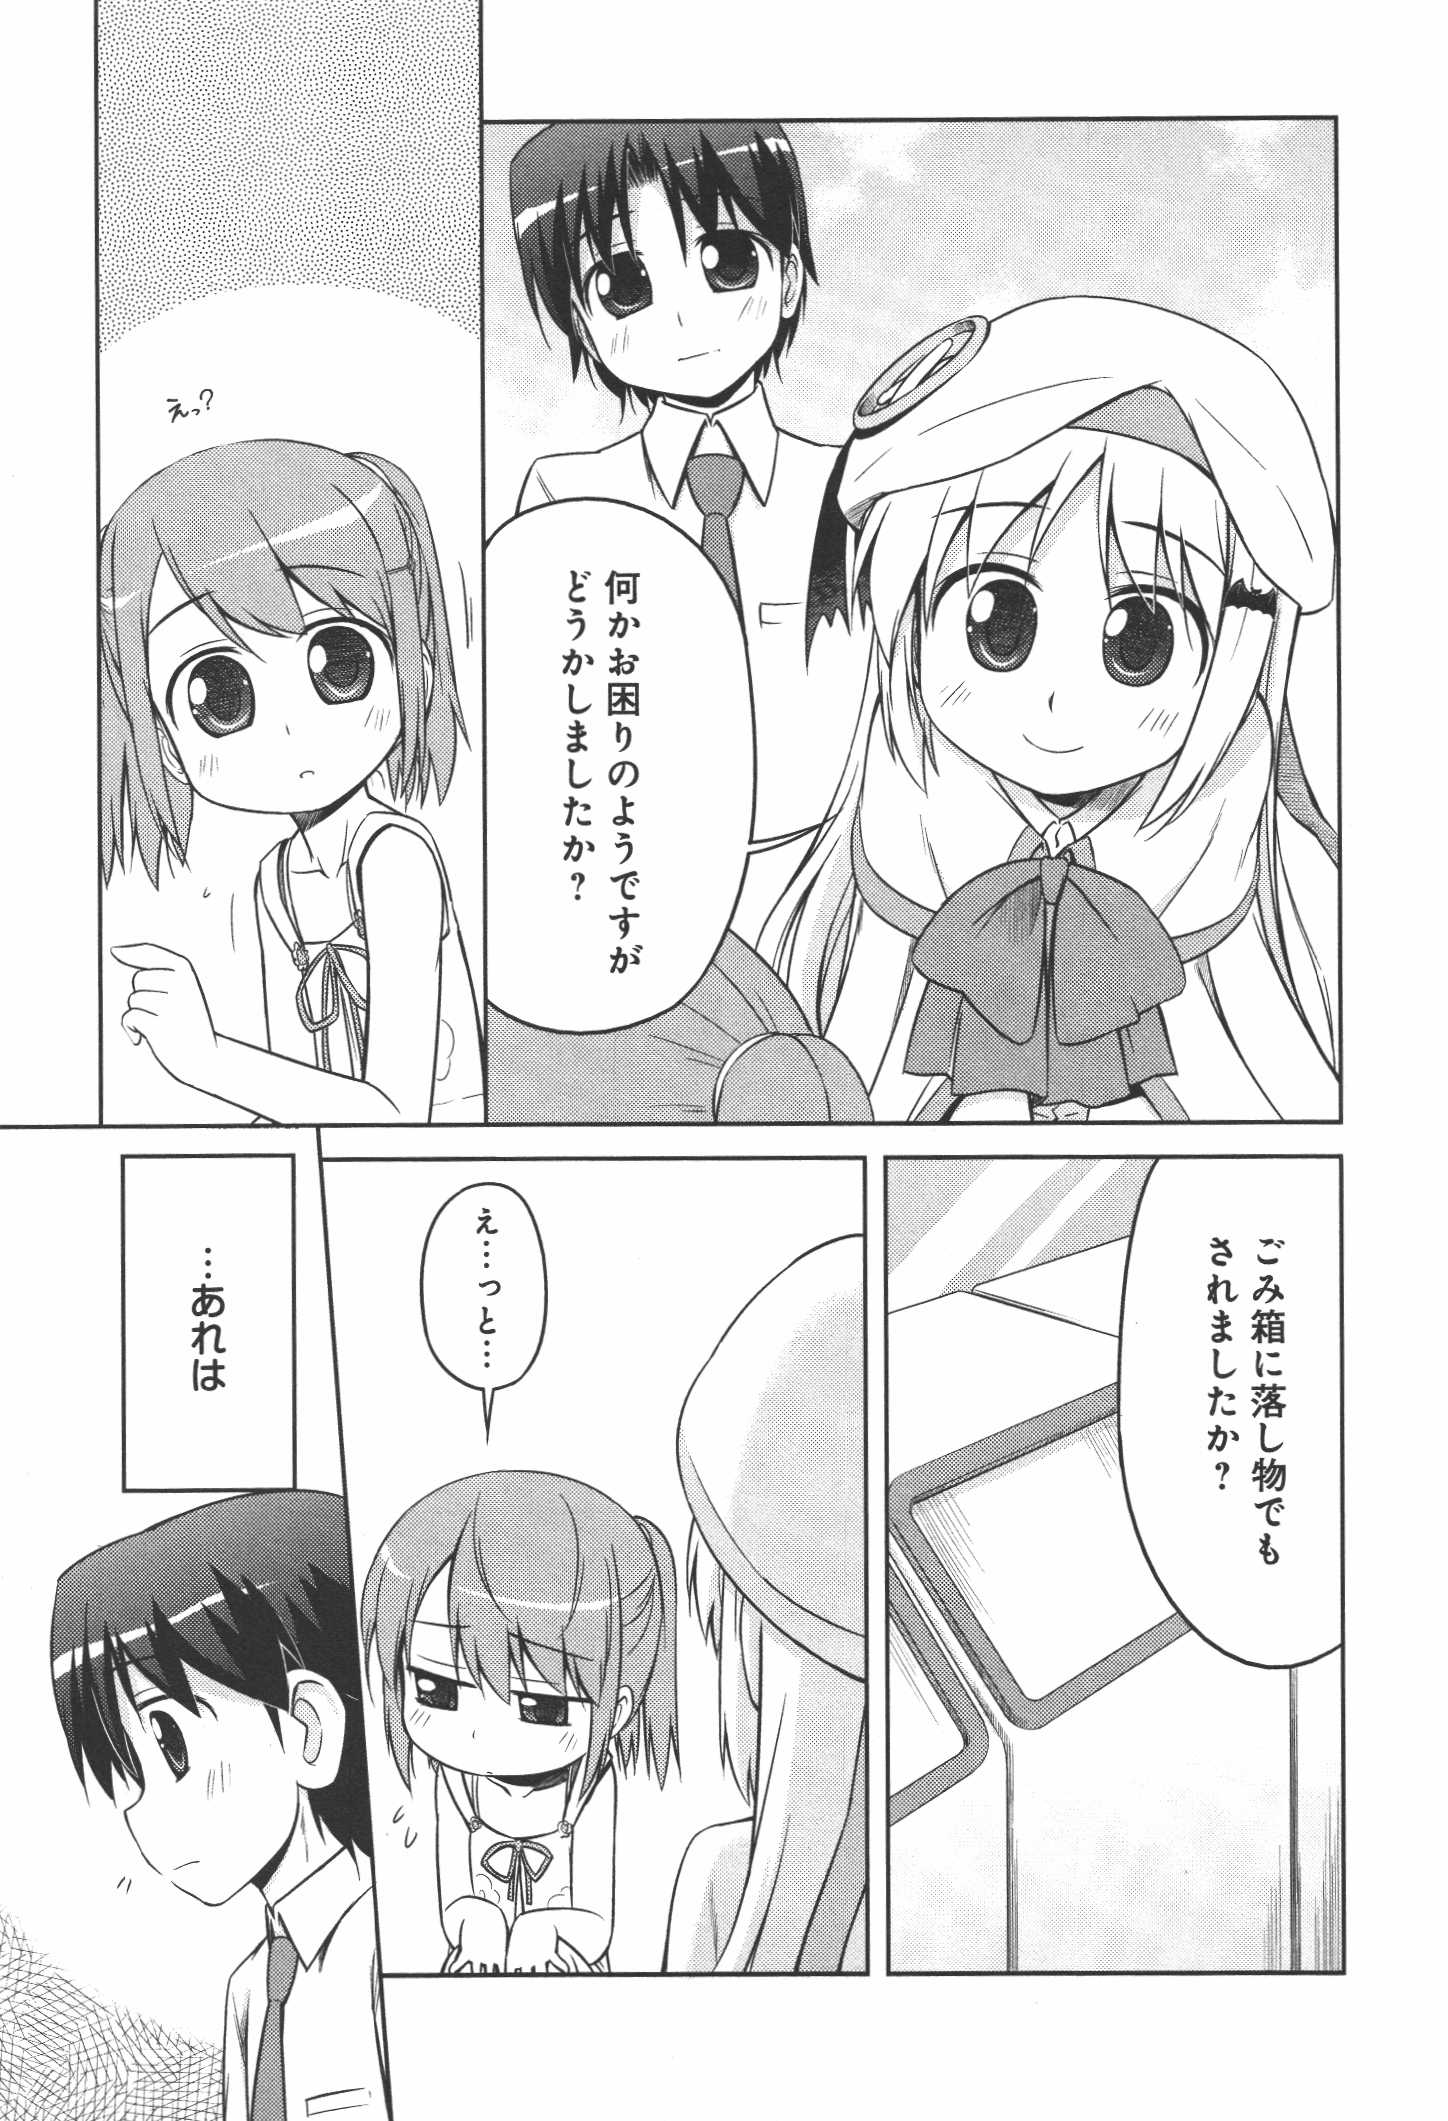 何かお困りのようですが
どうかしましたか?
えっ?
ごみ箱に落し物でも
されましたか?
え…っと…
…あれは